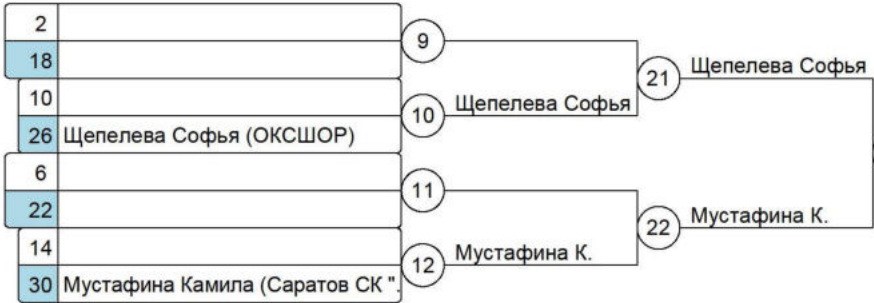 2
18
9
10
26 Щепелева Софья (ОКСШОР)
10 Щепелева Софья
21 Щепелева Софья
6
22
11
14
30 Мустафина Камила (Саратов СК ".
12 Мустафина К.
22 Мустафина К.